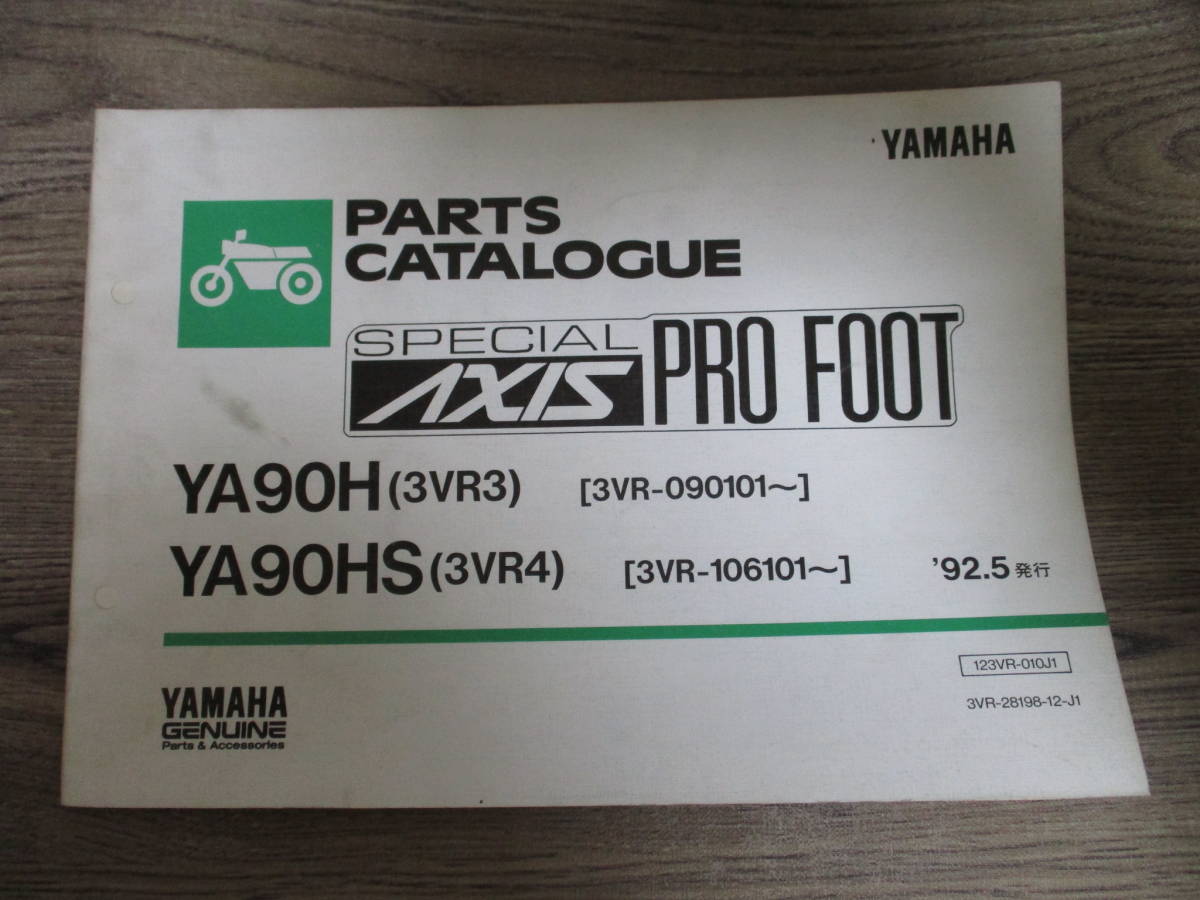 YAMAHA
PARTS
CATALOGUE
SPECIAL
AXIS PRO FOOT
YA90H (3VR3) [3VR-090101~]
YA90HS (3VR4) [3VR-106101~] '92.5 発行
123VR-010J1
3VR-28198-12-J1
YAMAHA
GENUINE
Parts & Accessories